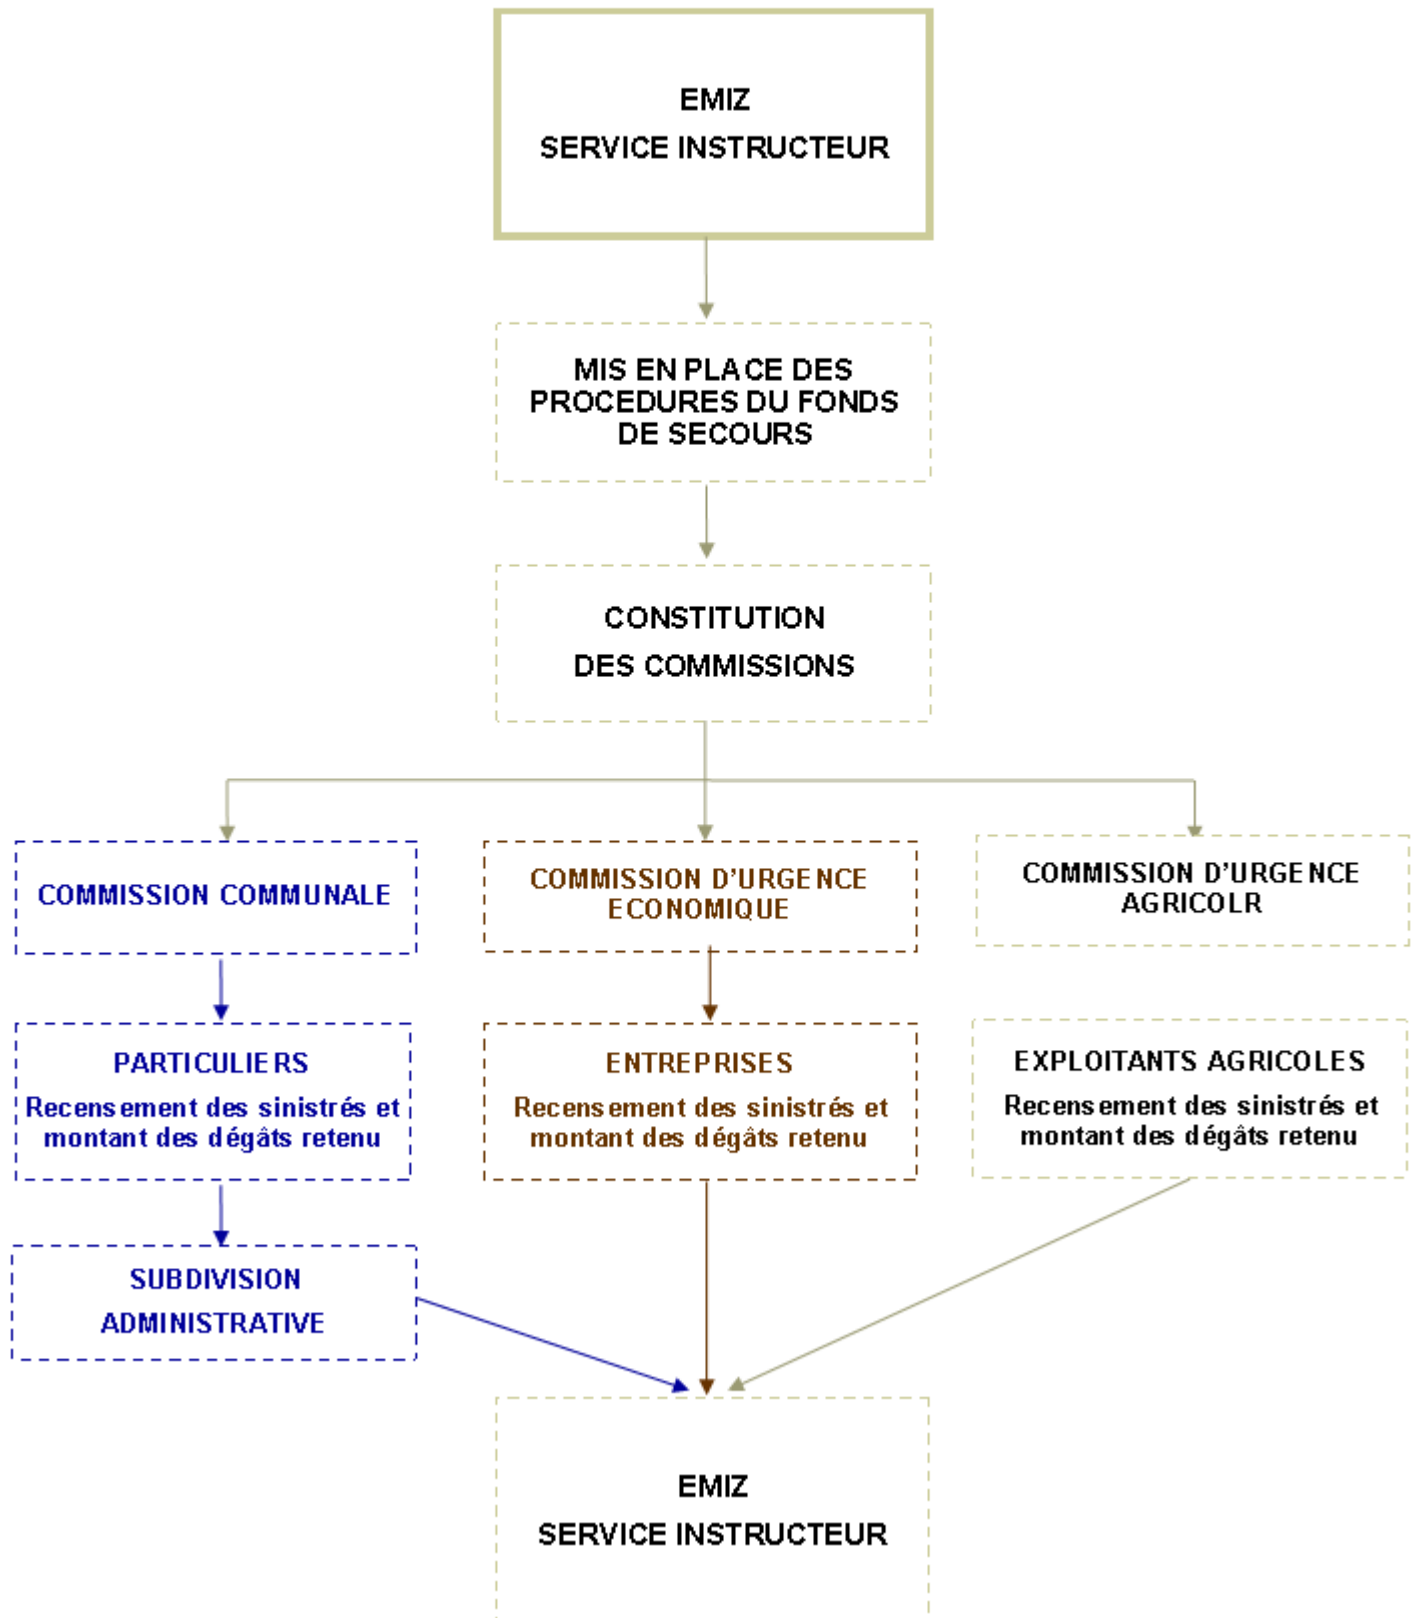 EMIZ
SERVICE INSTRUCTEUR
MIS EN PLACE DES
PROCEDURES DU FONDS
DE SECOURS
CONSTITUTION
DES COMMISSIONS
COMMISSION COMMUNALE
COMMISSION D'URGENCE
ECONOMIQUE
COMMISSION D'URGENCE
AGRICOLR
PARTICULIERS
Recensement des sinistrés et
montant des dégâts retenu
ENTREPRISES
Recensement des sinistrés et
montant des dégâts retenu
EXPLOITANTS AGRICOLES
Recensement des sinistrés et
montant des dégâts retenu
SUBDIVISION
ADMINISTRATIVE
EMIZ
SERVICE INSTRUCTEUR